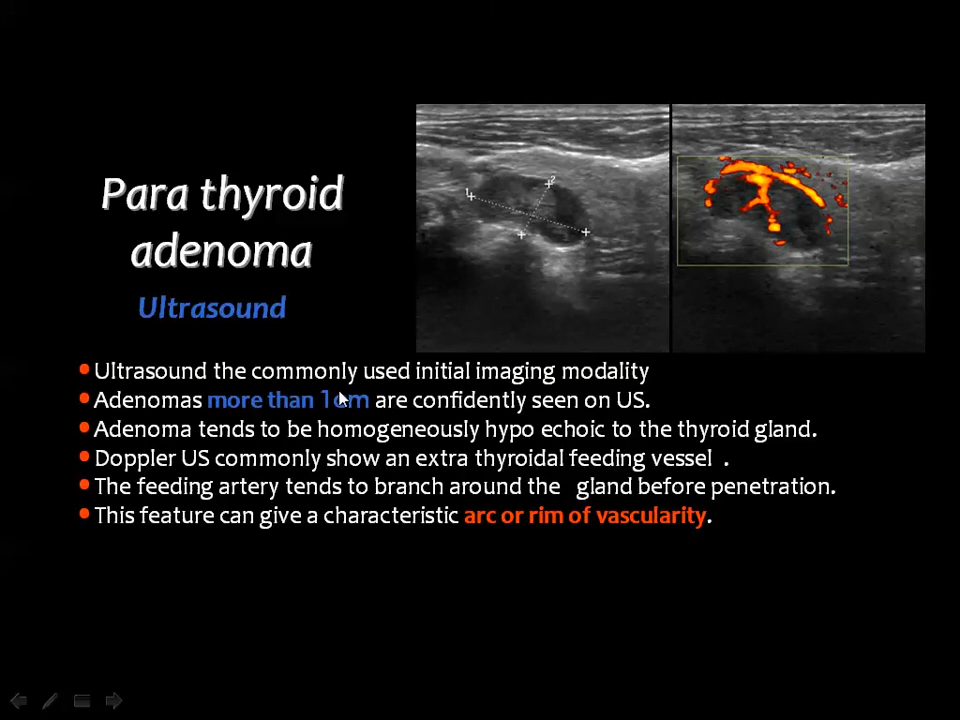 Para thyroid
adenoma
Ultrasound
1
2
Ultrasound the commonly used initial imaging modality
Adenomas more than 1cm are confidently seen on US.
Adenoma tends to be homogeneously hypo echoic to the thyroid gland.
Doppler US commonly show an extra thyroidal feeding vessel .
The feeding artery tends to branch around the gland before penetration.
This feature can give a characteristic arc or rim of vascularity.